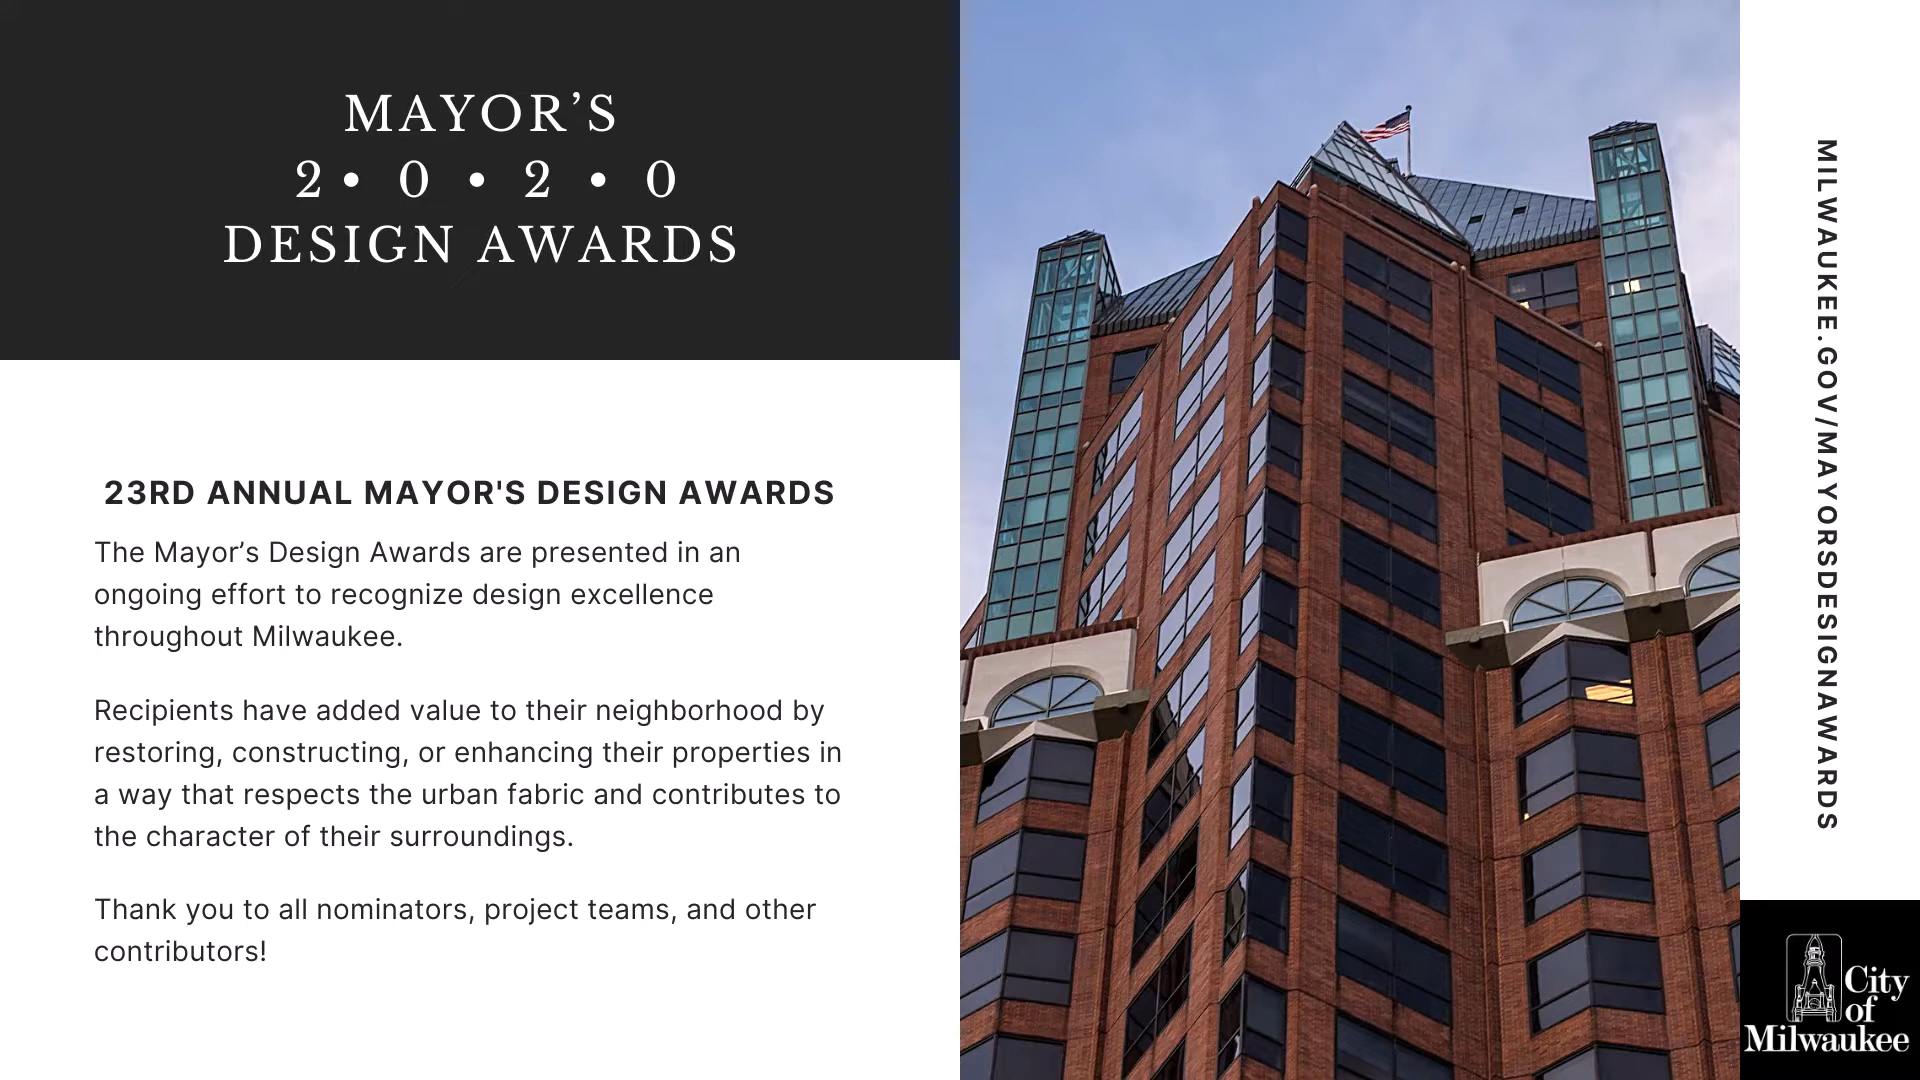 MAYOR’S
2 • 0 • 2 • 0
DESIGN AWARDS
23RD ANNUAL MAYOR'S DESIGN AWARDS
The Mayor’s Design Awards are presented in an
ongoing effort to recognize design excellence
throughout Milwaukee.
Recipients have added value to their neighborhood by
restoring, constructing, or enhancing their properties in
a way that respects the urban fabric and contributes to
the character of their surroundings.
Thank you to all nominators, project teams, and other
contributors!
MILWAUKEE.GOV/MAYORSDESIGNAWARDS
City
of
Milwaukee